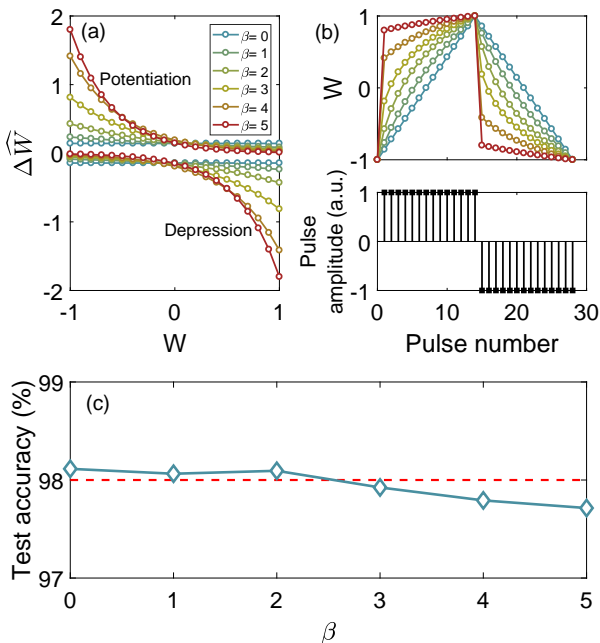 (a)
2
1
0
-1
-2
ΔŴ
Potentiation
Depression
β= 0
β= 1
β= 2
β= 3
β= 4
β= 5
-1 0 1
W
(b)
1
0
-1
W
1
0
-1
Pulse
amplitude (a.u.)
0 10 20 30
Pulse number
(c)
99
98
97
Test accuracy (%)
0 1 2 3 4 5
β